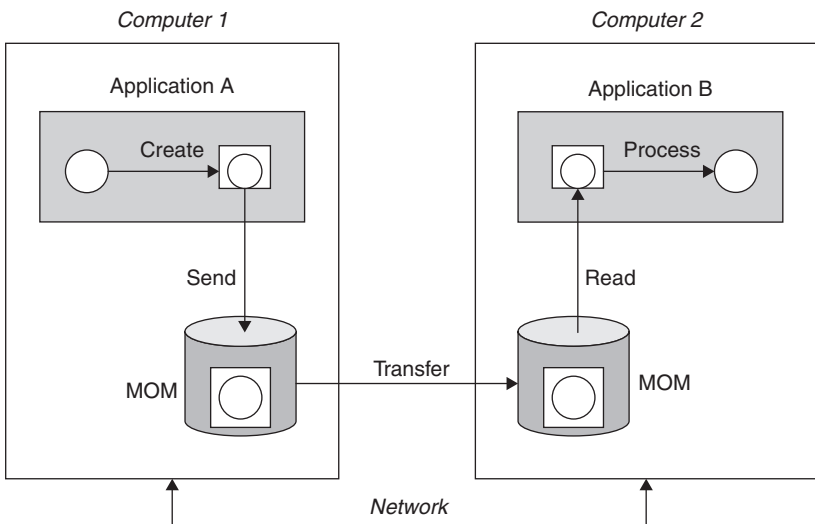 Computer 1
Computer 2
Application A
Application B
Create
Process
Send
Read
Transfer
MOM
MOM
Network